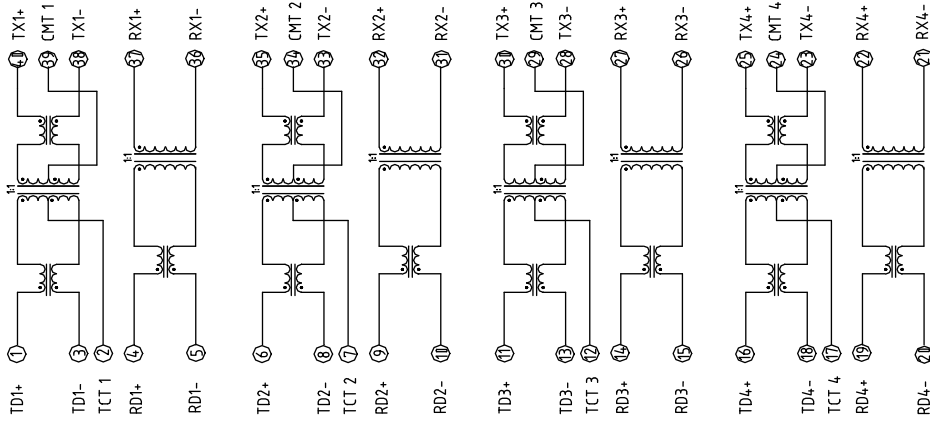 TX1+
CMT 1
TX1-
RX1+
RX1-
TX2+
CMT 2
TX2-
RX2+
RX2-
TX3+
CMT 3
TX3-
RX3+
RX3-
TX4+
CMT 4
TX4-
RX4+
RX4-
40
39
38
37
36
35
34
33
32
31
30
29
28
27
26
25
24
23
22
21
1:1
1:1
1:1
1:1
1:1
1:1
1:1
1:1
1
3
2
4
5
6
8
7
9
10
11
13
12
14
15
16
18
17
19
20
TD1+
TD1-
TCT 1
RD1+
RD1-
TD2+
TD2-
TCT 2
RD2+
RD2-
TD3+
TD3-
TCT 3
RD3+
RD3-
TD4+
TD4-
TCT 4
RD4+
RD4-